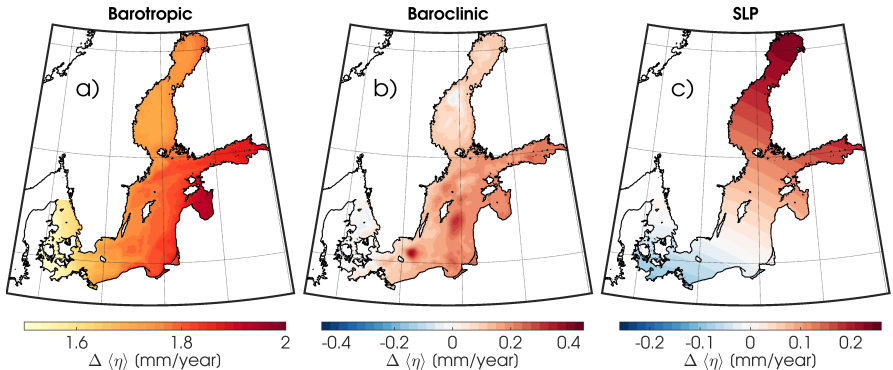 Barotropic
Baroclinic
SLP
a)
b)
c)
1.6 1.8 2
Δ ⟨η⟩ [mm/year]
-0.4 -0.2 0 0.2 0.4
Δ ⟨η⟩ [mm/year]
-0.2 -0.1 0 0.1 0.2
Δ ⟨η⟩ [mm/year]